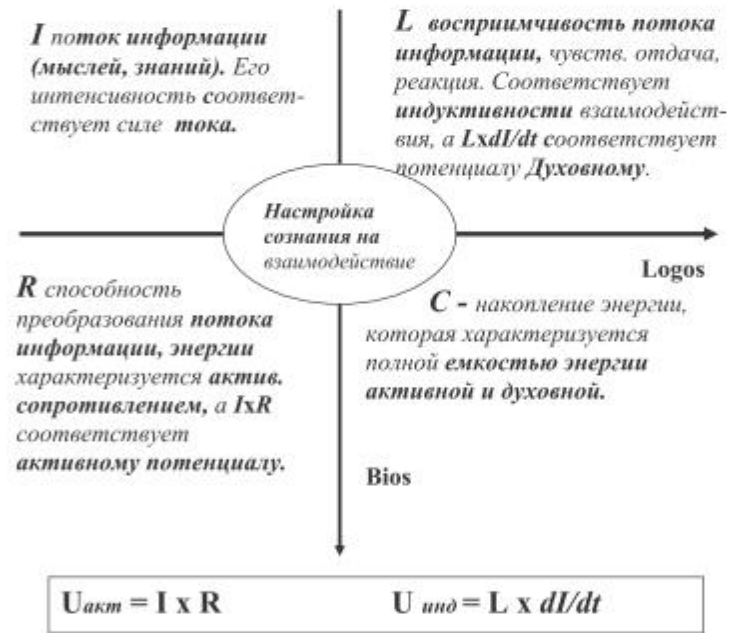 I поток информации
(мыслей, знаний). Его
интенсивность соответ-
ствует силе тока.
L восприимчивость потока
информации, чувств. отдача,
реакция. Соответствует
индуктивности взаимодейст-
вия, а LxdI/dt соответствует
потенциалу Духовному.
Настройка
сознания на
взаимодействие
Logos
R способность
преобразования потока
информации, энергии
характеризуется актив.
сопротивлением, а IxR
соответствует
активному потенциалу.
C - накопление энергии,
которая характеризуется
полной емкостью энергии
активной и духовной.
Bios
Uакт = I x R
U инд = L x dI/dt